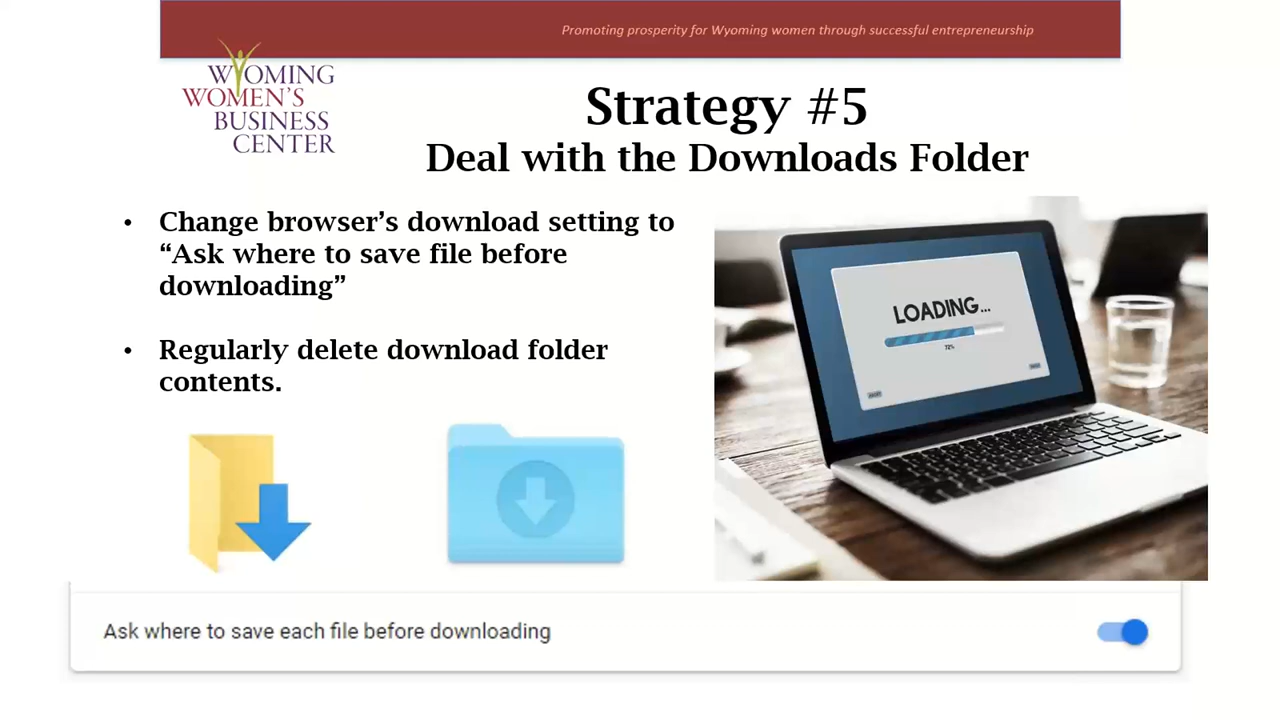 Promoting prosperity for Wyoming women through successful entrepreneurship
WYOMING
WOMEN'S
BUSINESS
CENTER
Strategy #5
Deal with the Downloads Folder
• Change browser’s download setting to
“Ask where to save file before
downloading”
• Regularly delete download folder
contents.
LOADING...
72%
Ask where to save each file before downloading